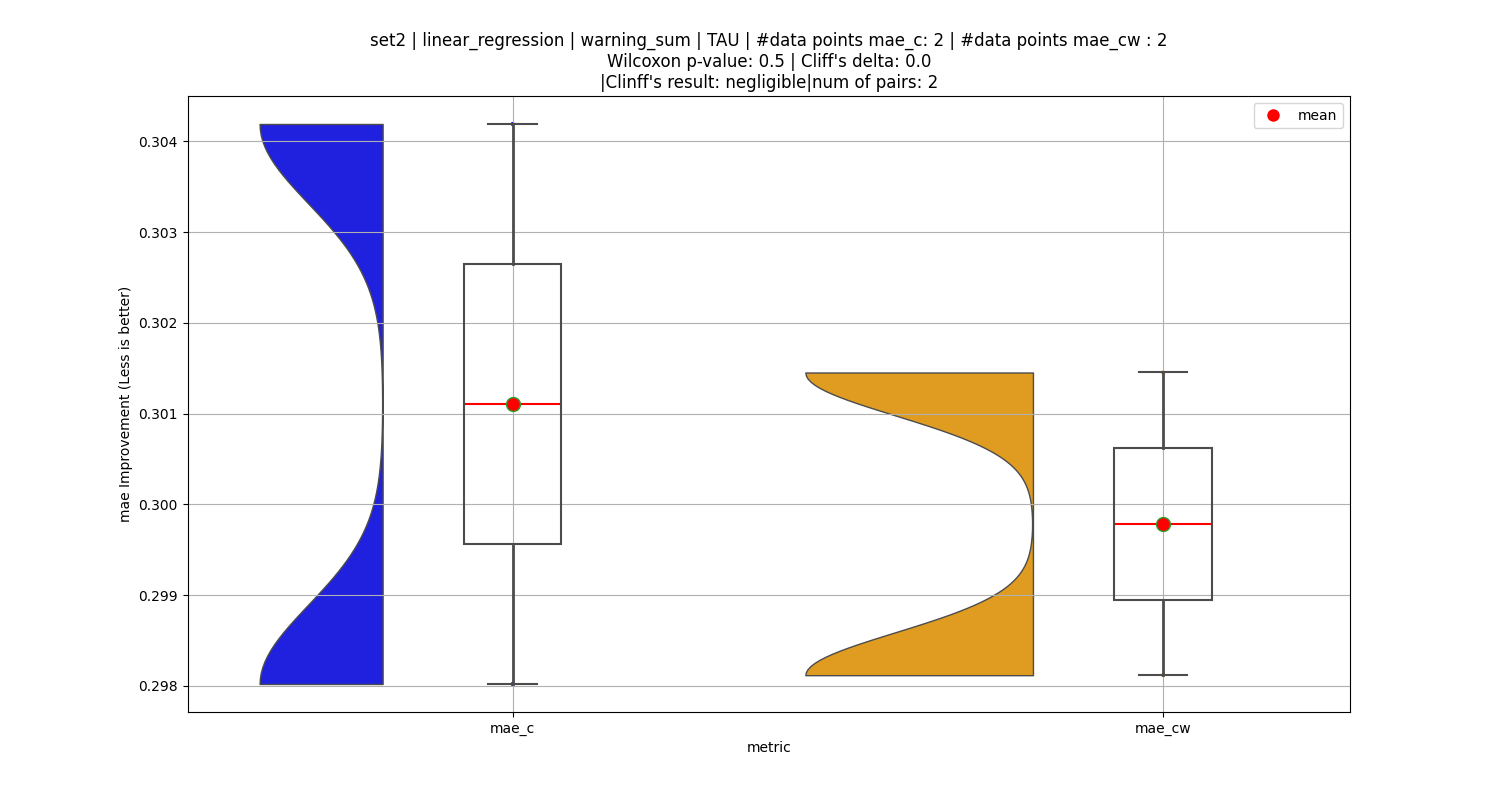 set2 | linear_regression | warning_sum | TAU | #data points mae_c: 2 | #data points mae_cw : 2
Wilcoxon p-value: 0.5 | Cliff's delta: 0.0
|Clinff's result: negligible|num of pairs: 2
mean
mae Improvement (Less is better)
0.304
0.303
0.302
0.301
0.300
0.299
0.298
mae_c
mae_cw
metric